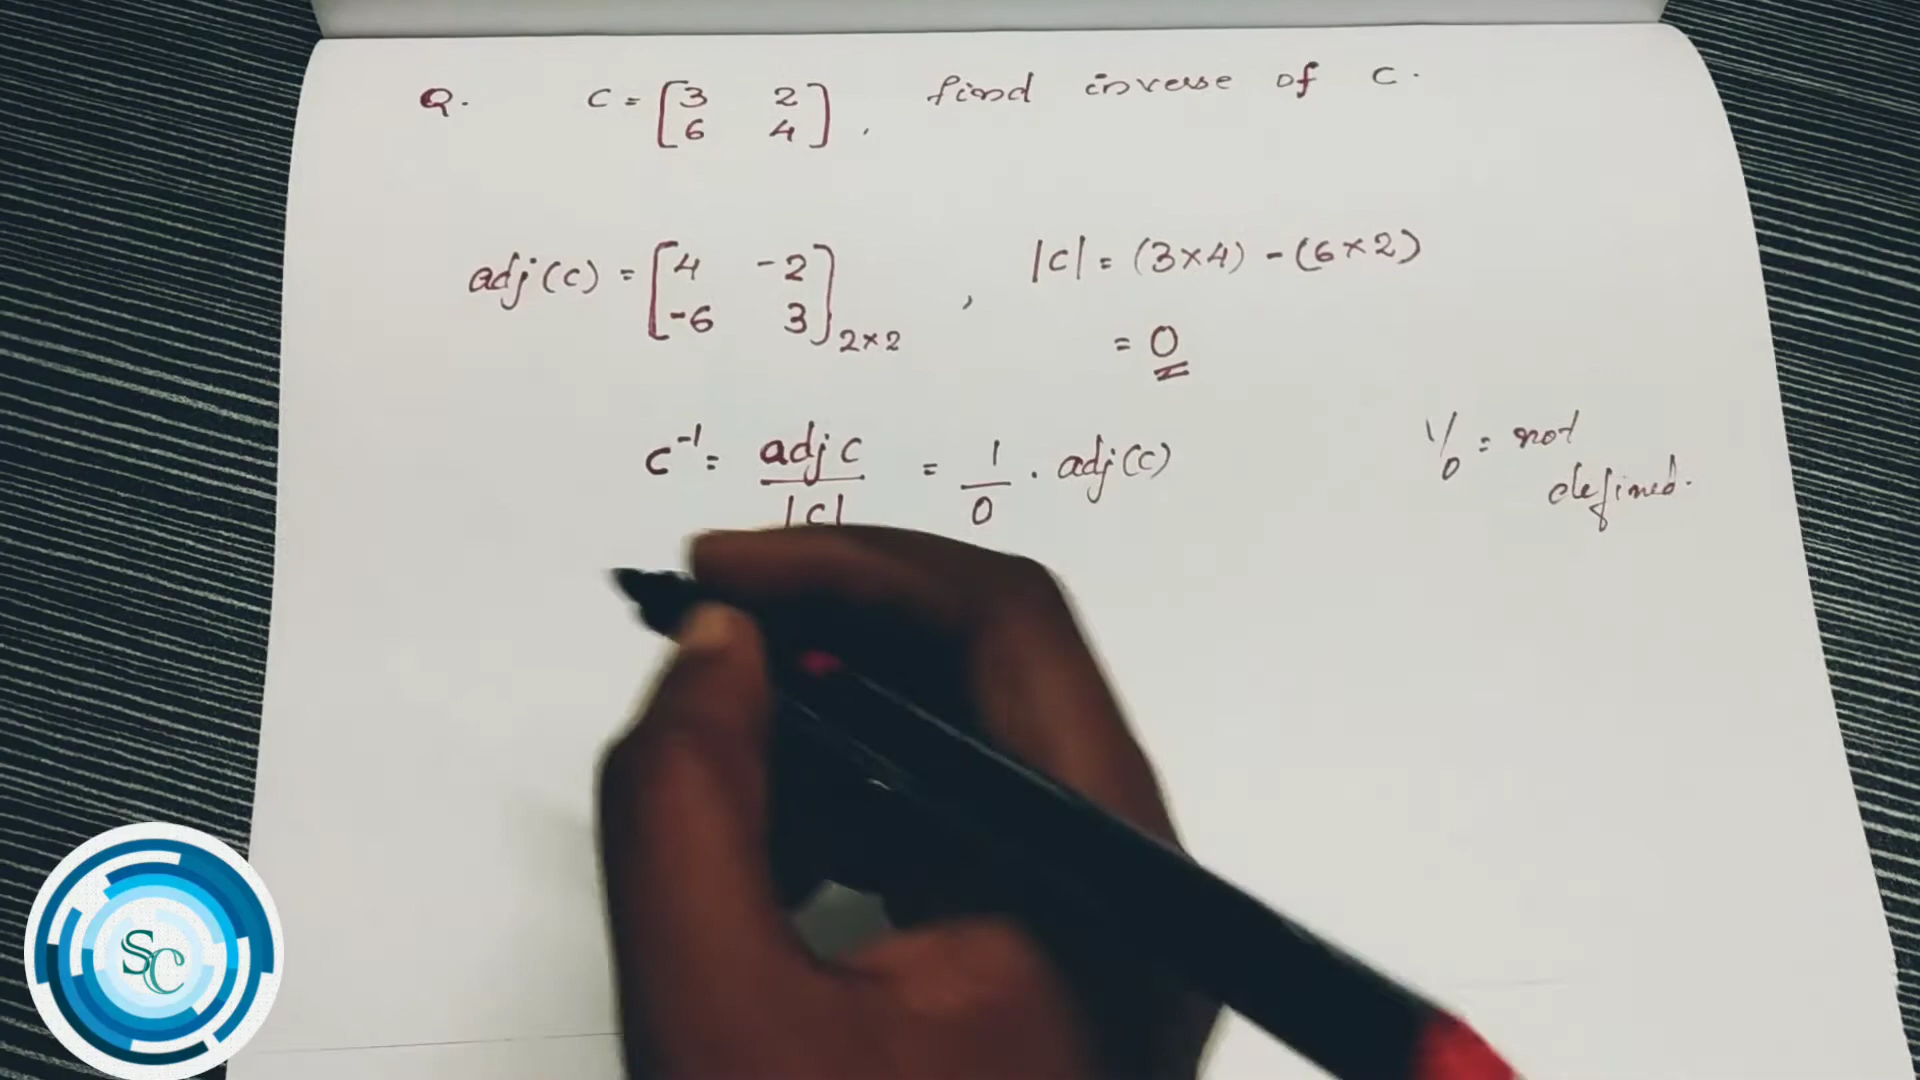 Q. C = [3 2
6 4], find inverse of C.
adj(C) = [4 -2
-6 3]2×2 , |C| = (3×4) - (6×2)
= 0
C⁻¹ = adj C / |C| = 1/0 . adj(C)
1/0 = not
defined.
SC